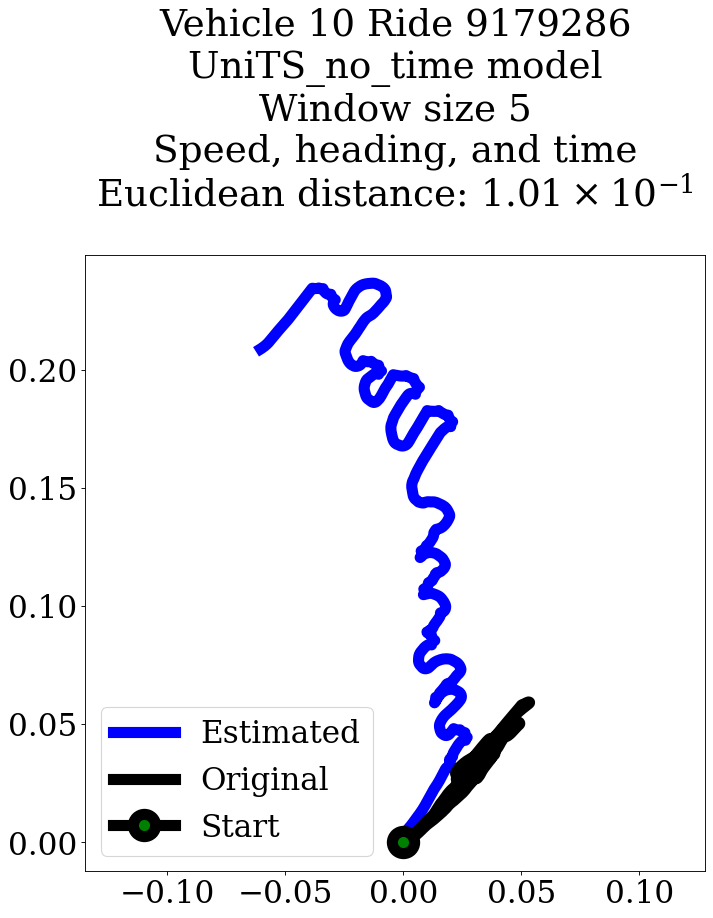 Vehicle 10 Ride 9179286
UniTS_no_time model
Window size 5
Speed, heading, and time
Euclidean distance: 1.01 × 10⁻¹
0.20
0.15
0.10
0.05
0.00
Estimated
Original
Start
−0.10 −0.05 0.00 0.05 0.10